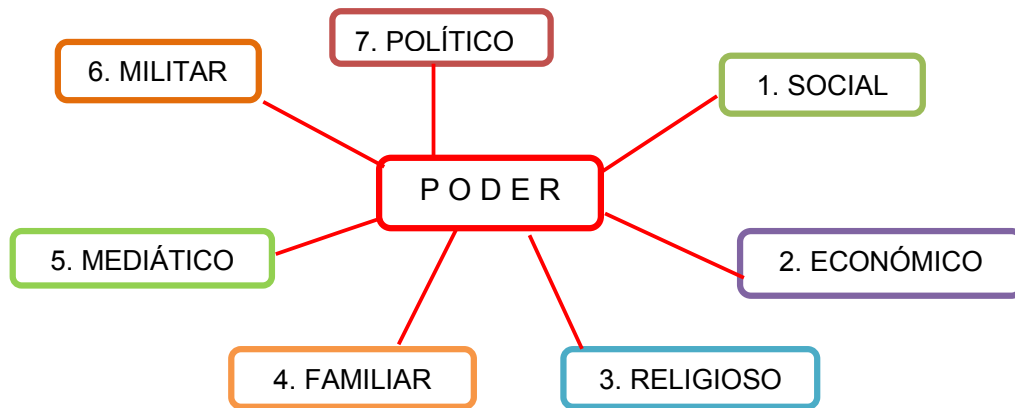 7. POLÍTICO
6. MILITAR
1. SOCIAL
P O D E R
5. MEDIÁTICO
2. ECONÓMICO
4. FAMILIAR
3. RELIGIOSO